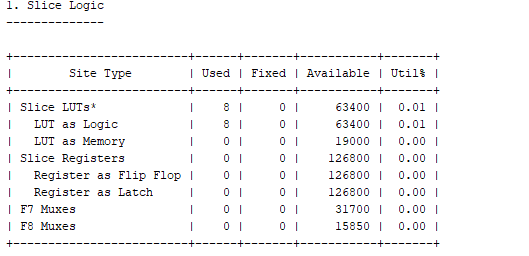 1. Slice Logic
--------------
+----------------------------+------+-------+-----------+-------+
|          Site Type         | Used | Fixed | Available | Util% |
+----------------------------+------+-------+-----------+-------+
| Slice LUTs*                |    8 |     0 |     63400 |  0.01 |
|   LUT as Logic             |    8 |     0 |     63400 |  0.01 |
|   LUT as Memory            |    0 |     0 |     19000 |  0.00 |
| Slice Registers            |    0 |     0 |    126800 |  0.00 |
|   Register as Flip Flop    |    0 |     0 |    126800 |  0.00 |
|   Register as Latch        |    0 |     0 |    126800 |  0.00 |
| F7 Muxes                   |    0 |     0 |     31700 |  0.00 |
| F8 Muxes                   |    0 |     0 |     15850 |  0.00 |
+----------------------------+------+-------+-----------+-------+